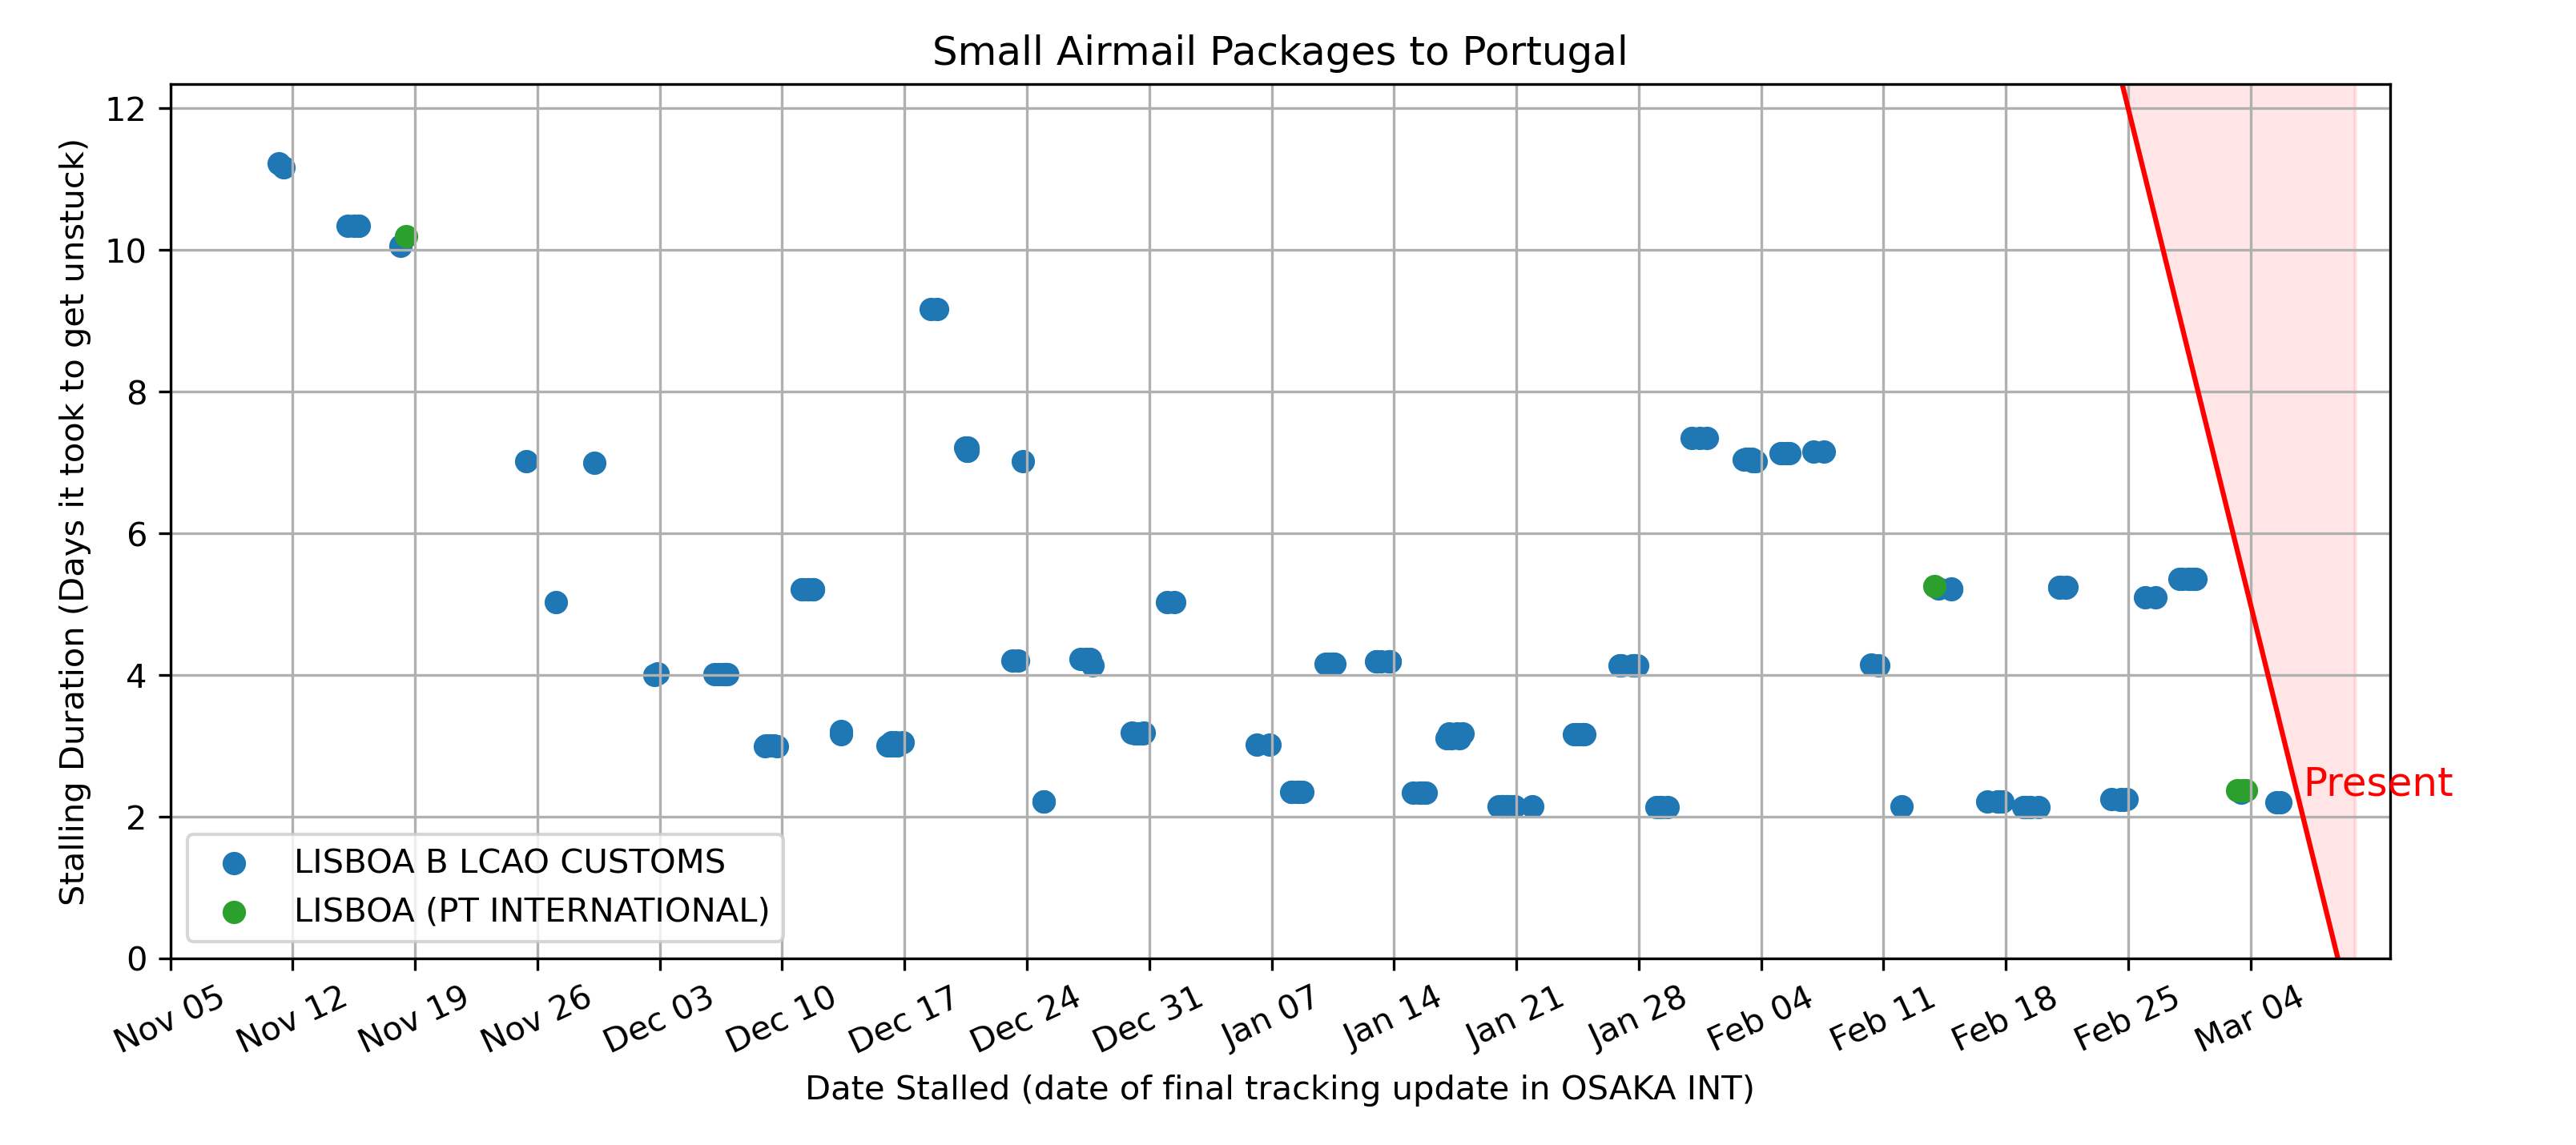 Small Airmail Packages to Portugal
Stalling Duration (Days it took to get unstuck)
12
10
8
6
4
2
0
Present
LISBOA B LCAO CUSTOMS
LISBOA (PT INTERNATIONAL)
Nov 05
Nov 12
Nov 19
Nov 26
Dec 03
Dec 10
Dec 17
Dec 24
Dec 31
Jan 07
Jan 14
Jan 21
Jan 28
Feb 04
Feb 11
Feb 18
Feb 25
Mar 04
Date Stalled (date of final tracking update in OSAKA INT)